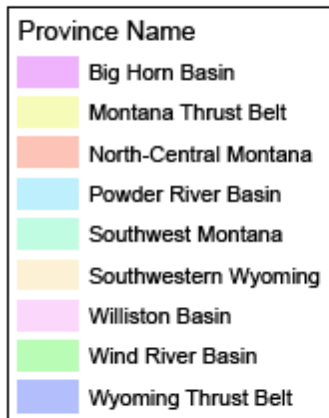 Province Name
Big Horn Basin
Montana Thrust Belt
North-Central Montana
Powder River Basin
Southwest Montana
Southwestern Wyoming
Williston Basin
Wind River Basin
Wyoming Thrust Belt